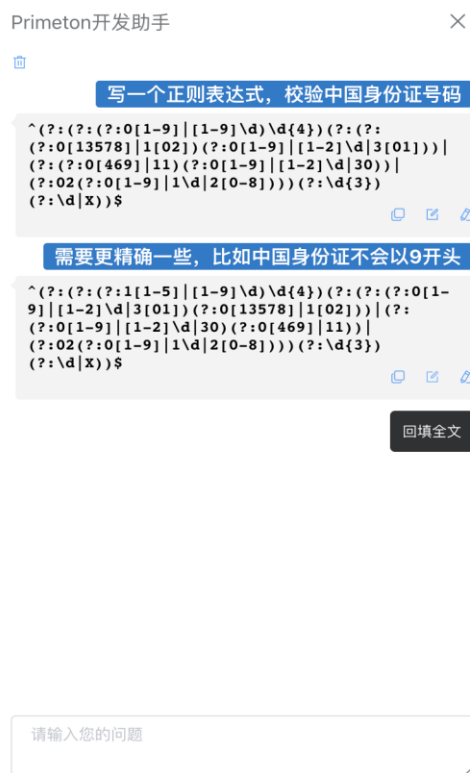 Primeton开发助手
写一个正则表达式，校验中国身份证号码
^(?:(?:(?:0[1-9]|[1-9]\d)\d{4})(?:(?:
(?:0[13578]|1[02])(?:0[1-9]|[1-2]\d|3[01]))|
(?:(?:0[469]|11)(?:0[1-9]|[1-2]\d|30))|
(?:02(?:0[1-9]|1\d|2[0-8])))(?:\d{3})
(?:\d|X))$
需要更精确一些，比如中国身份证不会以9开头
^(?:(?:(?:1[1-5]|[1-9]\d)\d{4})(?:(?:(?:0[1-
9]|[1-2]\d|3[01])(?:0[13578]|1[02]))|(?:
(?:0[1-9]|[1-2]\d|30)(?:0[469]|11))|
(?:02(?:0[1-9]|1\d|2[0-8])))(?:\d{3})
(?:\d|X))$
回填全文
请输入您的问题